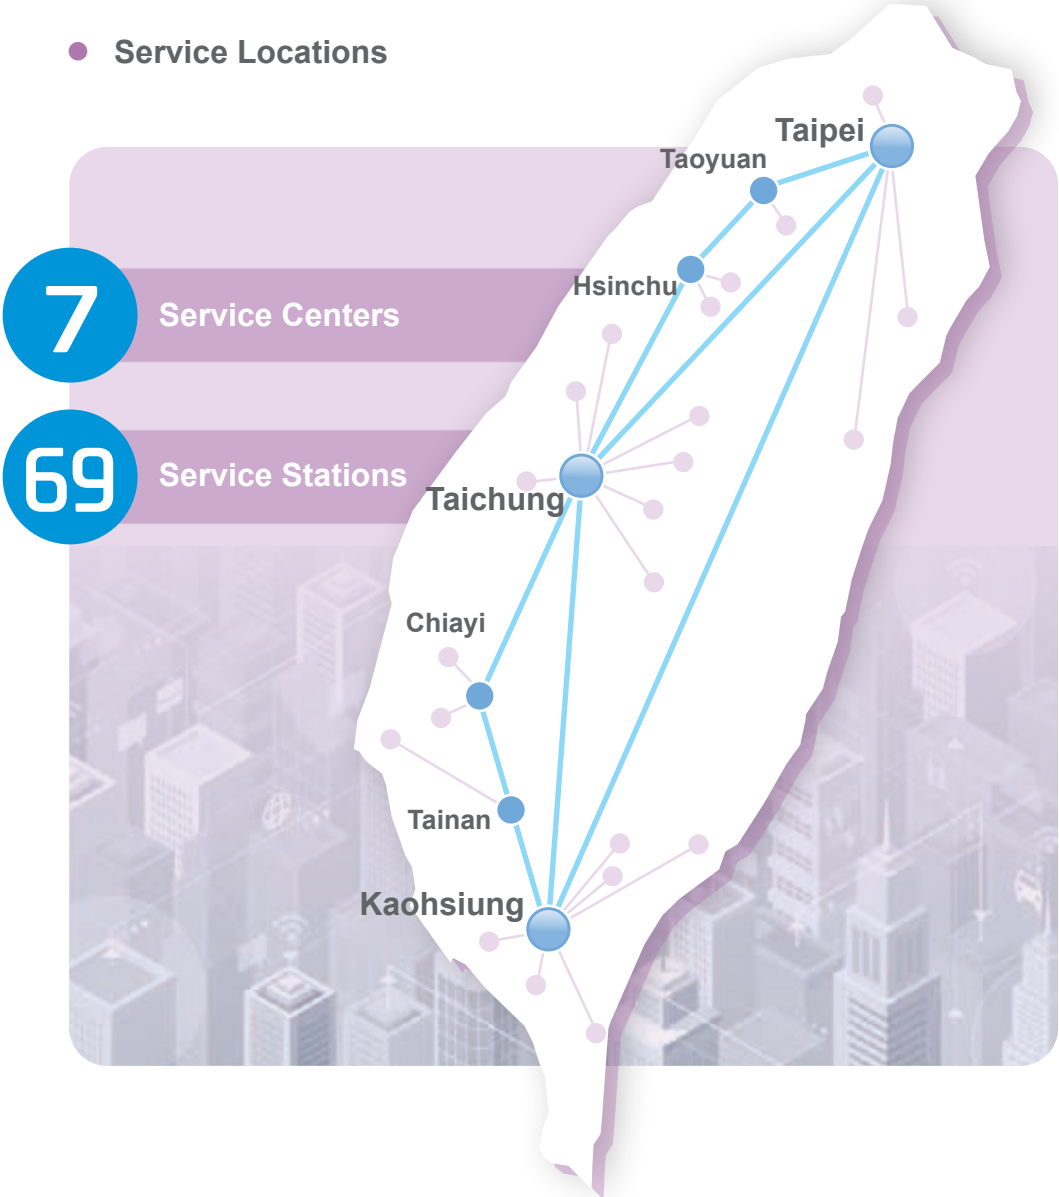 Service Locations
Taipei
Taoyuan
Hsinchu
7
Service Centers
69
Service Stations
Taichung
Chiayi
Tainan
Kaohsiung